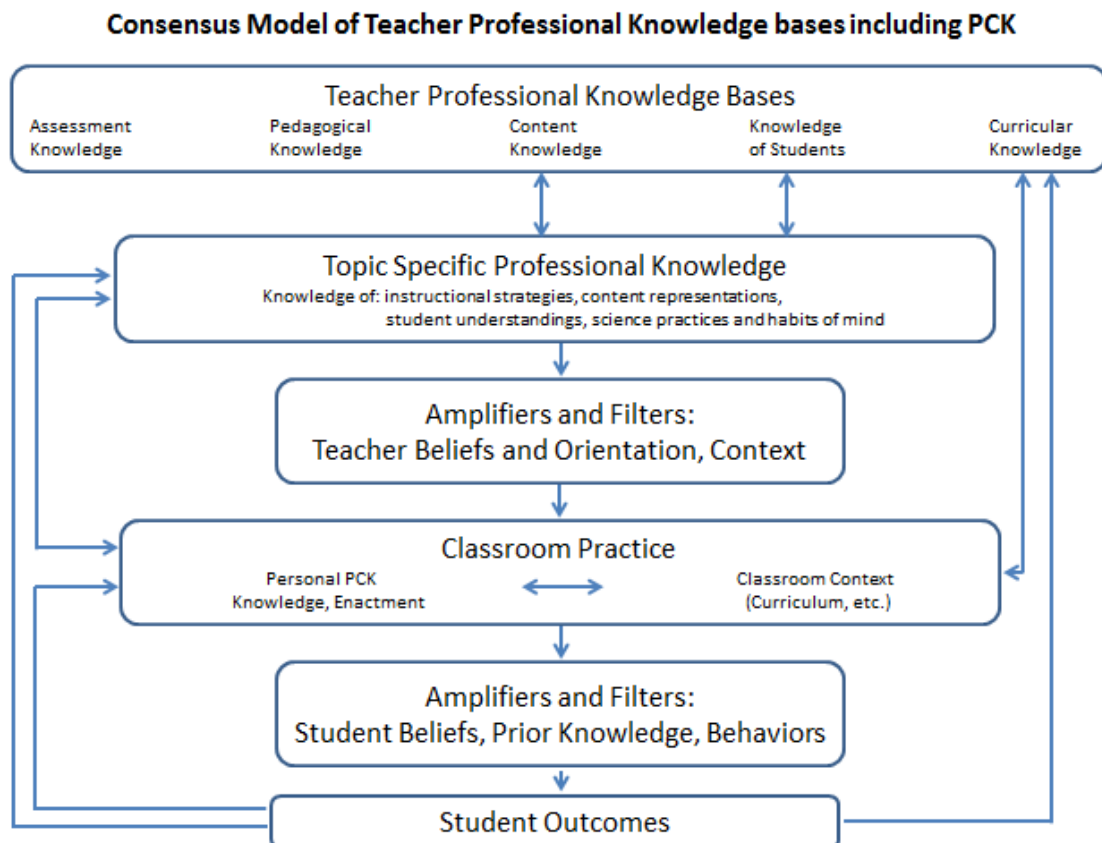 Consensus Model of Teacher Professional Knowledge bases including PCK
Teacher Professional Knowledge Bases
Assessment Knowledge
Pedagogical Knowledge
Content Knowledge
Knowledge of Students
Curricular Knowledge
Topic Specific Professional Knowledge
Knowledge of: instructional strategies, content representations,
student understandings, science practices and habits of mind
Amplifiers and Filters:
Teacher Beliefs and Orientation, Context
Classroom Practice
Personal PCK
Knowledge, Enactment
Classroom Context
(Curriculum, etc.)
Amplifiers and Filters:
Student Beliefs, Prior Knowledge, Behaviors
Student Outcomes